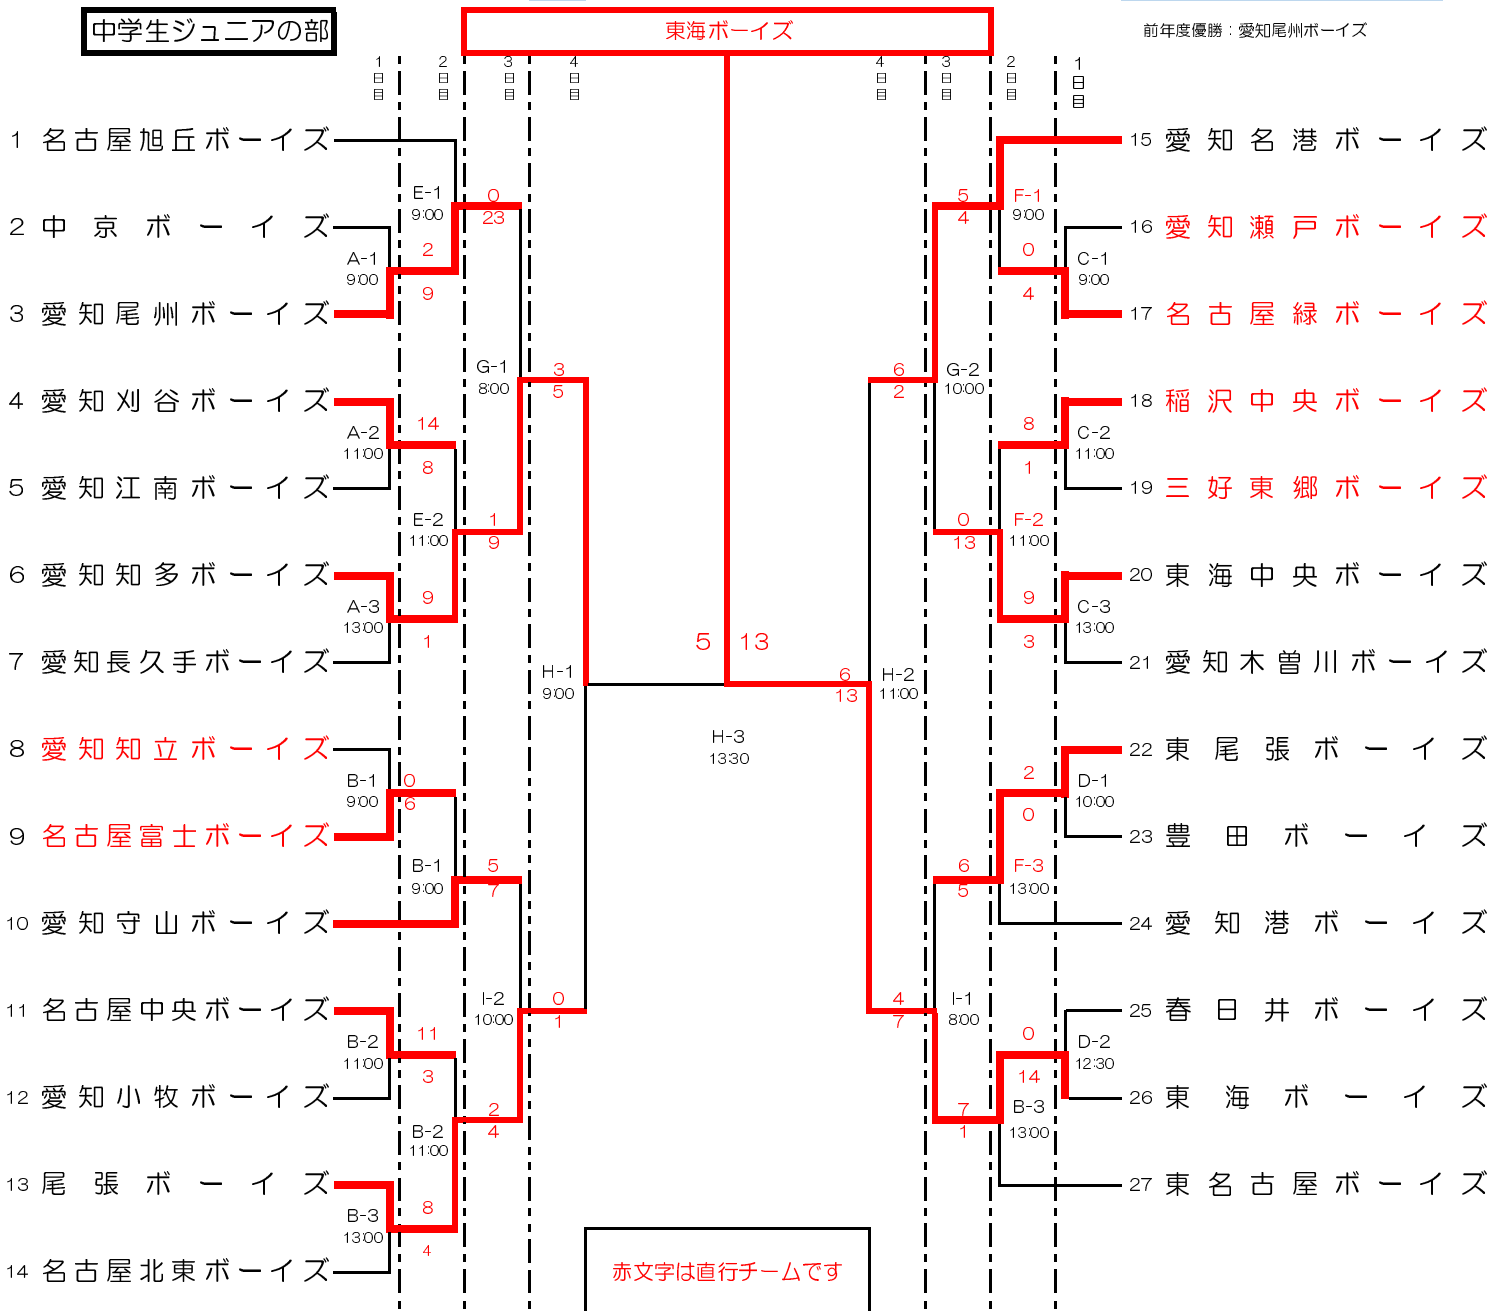 中学生ジュニアの部
東海ボーイズ
前年度優勝：愛知尾州ボーイズ
1日目
2日目
3日目
4日目
4日目
3日目
2日目
1日目
1 名古屋旭丘ボーイズ
2 中京ボーイズ
3 愛知尾州ボーイズ
4 愛知刈谷ボーイズ
5 愛知江南ボーイズ
6 愛知知多ボーイズ
7 愛知長久手ボーイズ
8 愛知知立ボーイズ
9 名古屋富士ボーイズ
10 愛知守山ボーイズ
11 名古屋中央ボーイズ
12 愛知小牧ボーイズ
13 尾張ボーイズ
14 名古屋北東ボーイズ
A-1
9:00
A-2
11:00
A-3
13:00
B-1
9:00
B-2
11:00
B-3
13:00
2
9
14
8
9
1
0
6
11
3
8
4
E-1
9:00
E-2
11:00
B-1
9:00
B-2
11:00
0
23
1
9
5
7
2
4
G-1
8:00
I-2
10:00
3
5
0
1
H-1
9:00
5 13
H-3
13:30
6
13
H-2
11:00
6
2
4
7
G-2
10:00
I-1
8:00
5
4
0
13
6
5
7
1
F-1
9:00
F-2
11:00
F-3
13:00
B-3
13:00
0
4
8
1
9
3
2
0
0
14
C-1
9:00
C-2
11:00
C-3
13:00
D-1
10:00
D-2
12:30
15 愛知名港ボーイズ
16 愛知瀬戸ボーイズ
17 名古屋緑ボーイズ
18 稲沢中央ボーイズ
19 三好東郷ボーイズ
20 東海中央ボーイズ
21 愛知木曽川ボーイズ
22 東尾張ボーイズ
23 豊田ボーイズ
24 愛知港ボーイズ
25 春日井ボーイズ
26 東海ボーイズ
27 東名古屋ボーイズ
赤文字は直行チームです